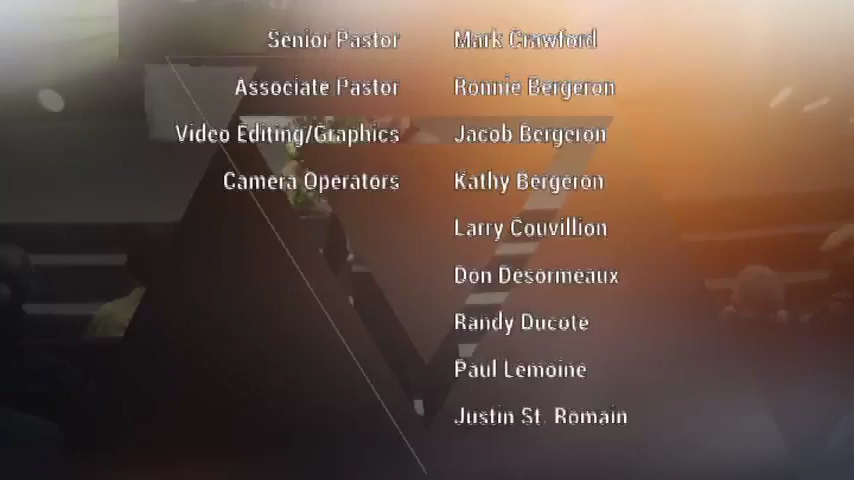 Senior Pastor Mark Crawford
Associate Pastor Ronnie Bergeron
Video Editing/Graphics Jacob Bergeron
Camera Operators Kathy Bergeron
Larry Couvillion
Don Desormeaux
Randy Ducote
Paul Lemoine
Justin St. Romain